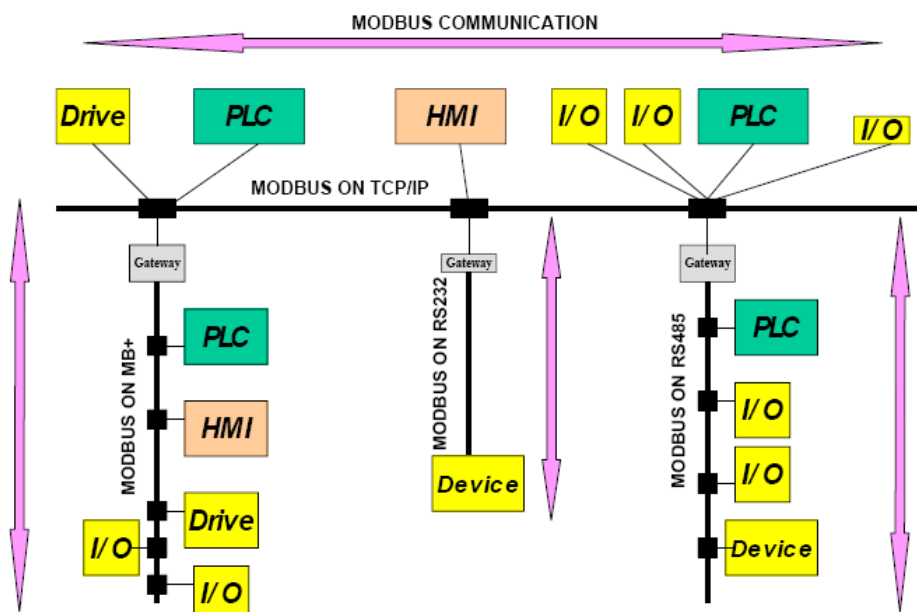 MODBUS COMMUNICATION
Drive
PLC
HMI
I/O
I/O
PLC
I/O
MODBUS ON TCP/IP
Gateway
Gateway
Gateway
MODBUS ON MB+
PLC
HMI
Drive
I/O
I/O
MODBUS ON RS232
Device
MODBUS ON RS485
PLC
I/O
I/O
Device